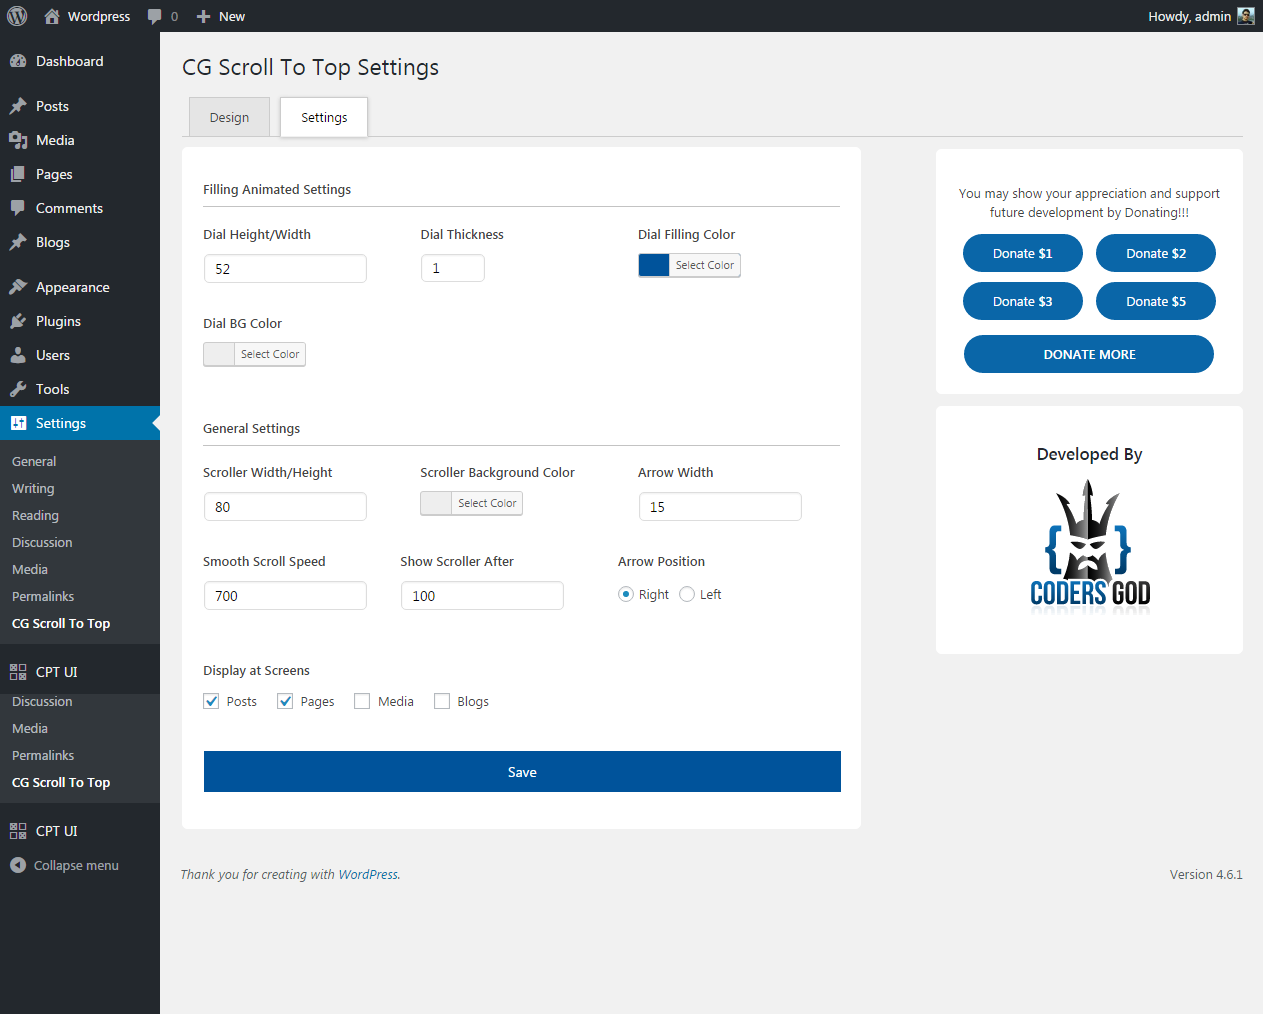 Wordpress 0 New Howdy, admin
Dashboard
Posts
Media
Pages
Comments
Blogs
Appearance
Plugins
Users
Tools
Settings
General
Writing
Reading
Discussion
Media
Permalinks
CG Scroll To Top
CPT UI
Discussion
Media
Permalinks
CG Scroll To Top
CPT UI
Collapse menu
CG Scroll To Top Settings
Design Settings
Filling Animated Settings
Dial Height/Width Dial Thickness Dial Filling Color
52 1 Select Color
Dial BG Color
Select Color
General Settings
Scroller Width/Height Scroller Background Color Arrow Width
80 Select Color 15
Smooth Scroll Speed Show Scroller After Arrow Position
700 100 Right Left
Display at Screens
Posts Pages Media Blogs
Save
You may show your appreciation and support
future development by Donating!!!
Donate $1 Donate $2
Donate $3 Donate $5
DONATE MORE
Developed By
{ }
CODERS GOD
Thank you for creating with WordPress. Version 4.6.1